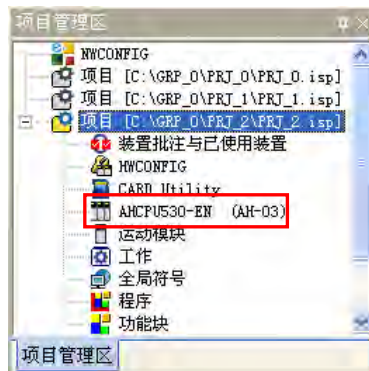 项目管理区
NWCONFIG
项目 [C:\GRP_0\PRJ_0\PRJ_0.isp]
项目 [C:\GRP_0\PRJ_1\PRJ_1.isp]
项目 [C:\GRP_0\PRJ_2\PRJ_2.isp]
装置批注与已使用装置
HWCONFIG
CARD Utility
AHCPU530-EN (AH-03)
运动模块
工作
全局符号
程序
功能块
项目管理区